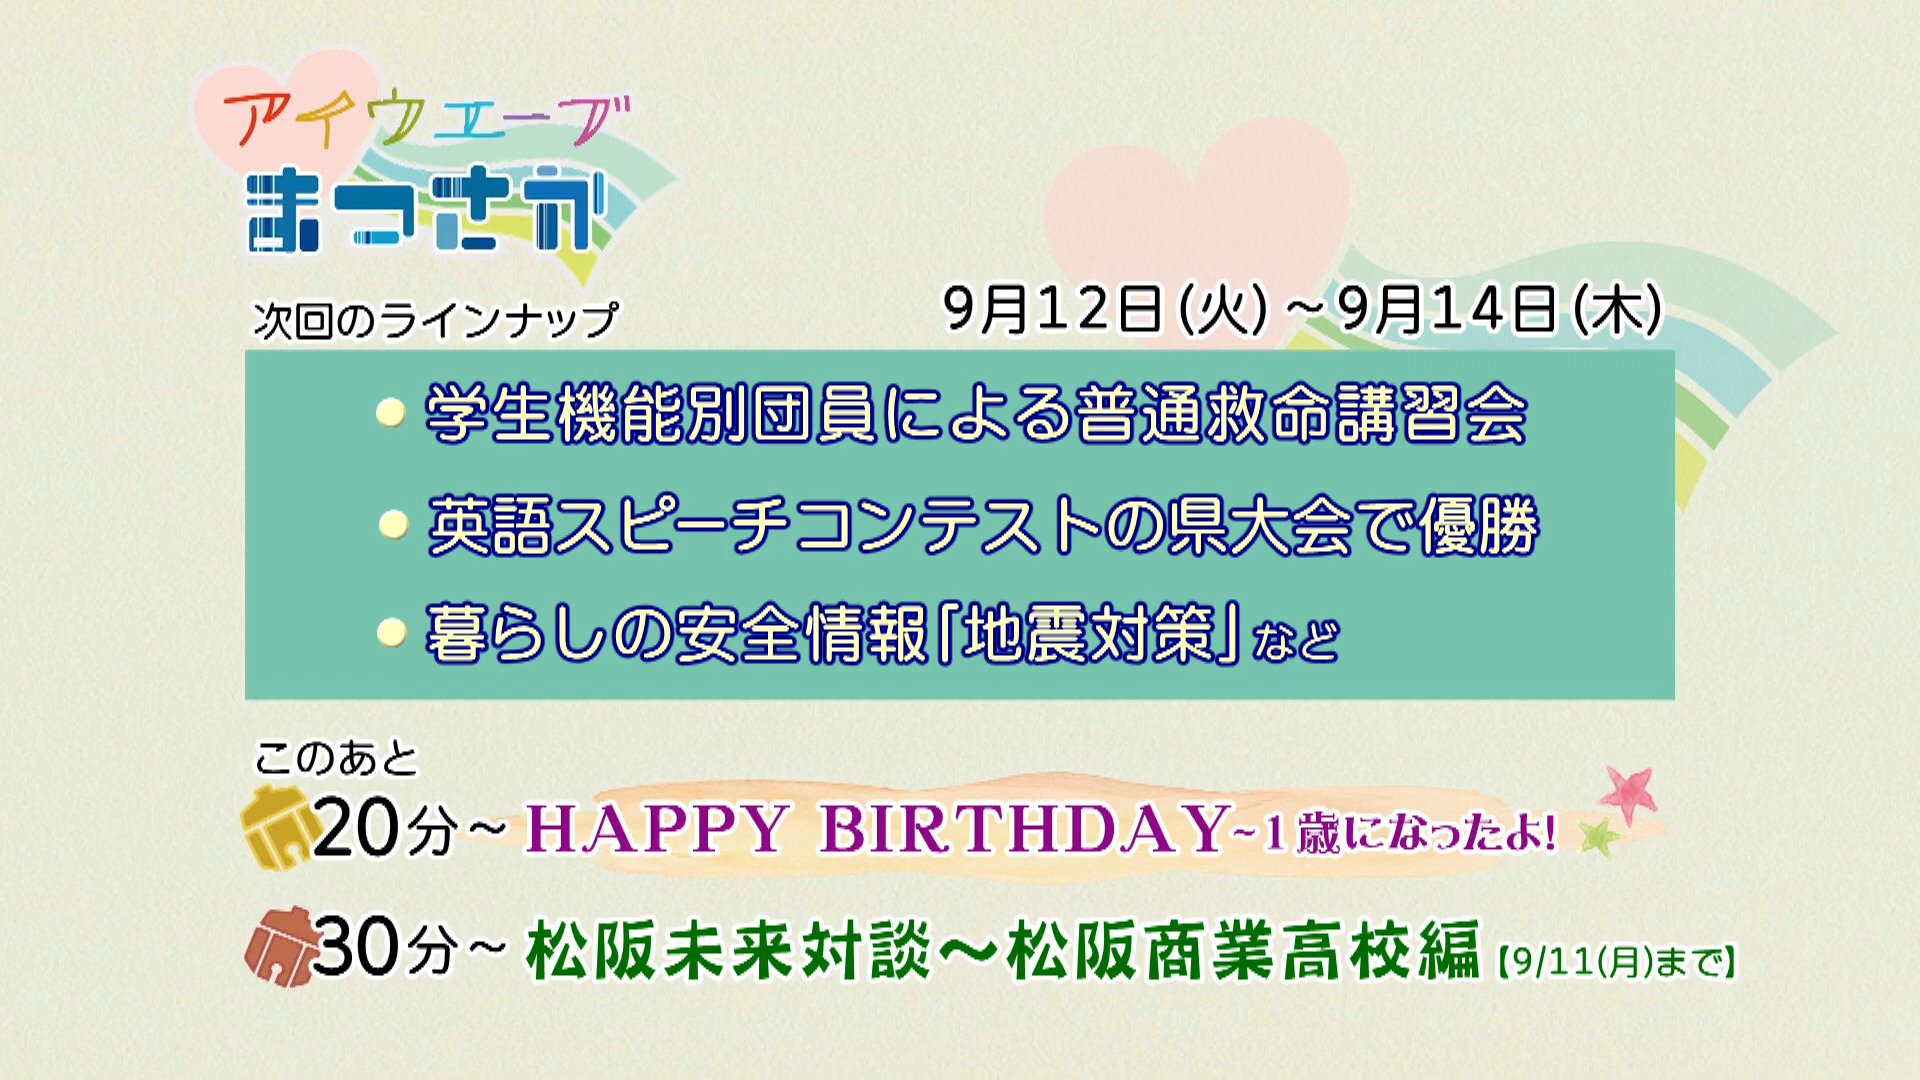 アイウエーブ
まつさか
次回のラインナップ
9月12日(火)～9月14日(木)
● 学生機能別団員による普通救命講習会
● 英語スピーチコンテストの県大会で優勝
● 暮らしの安全情報「地震対策」など
このあと
20分～HAPPY BIRTHDAY~1歳になったよ!
30分～松阪未来対談～松阪商業高校編【9/11(月)まで】